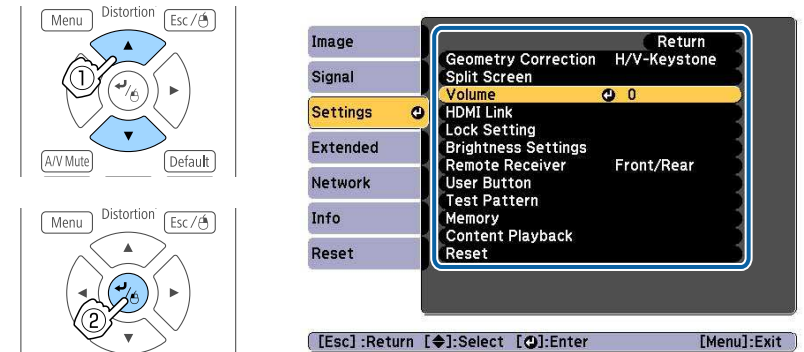 Menu
Distortion
Esc/
1
A/V Mute
Default
Menu
Distortion
Esc/
2
Image
Signal
Settings
Extended
Network
Info
Reset
Return
Geometry Correction H/V-Keystone
Split Screen
Volume 0
HDMI Link
Lock Setting
Brightness Settings
Remote Receiver Front/Rear
User Button
Test Pattern
Memory
Content Playback
Reset
[Esc] :Return [◆]:Select [⏎]:Enter [Menu]:Exit